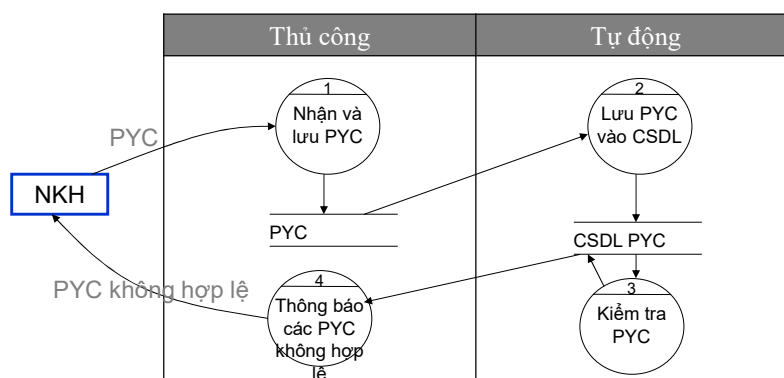 Thủ công
Tự động
1
Nhận và
lưu PYC
2
Lưu PYC
vào CSDL
PYC
NKH
PYC
CSDL PYC
PYC không hợp lệ
4
Thông báo
các PYC
không hợp
lệ
3
Kiểm tra
PYC